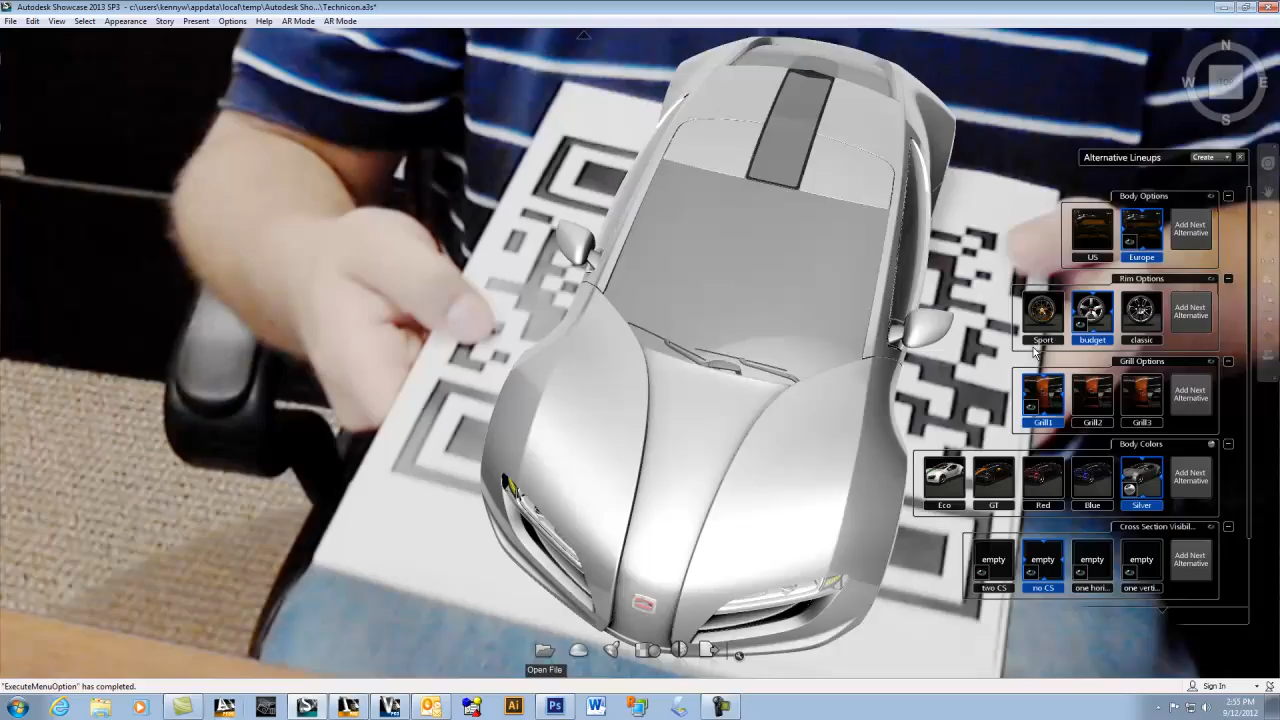 Autodesk Showcase 2013 SP3 - c:\users\kennyw\appdata\local\temp\Autodesk Sho...\Technicon.a3s*
File Edit View Select Appearance Story Present Options Help AR Mode AR Mode
N
W TOP E
S
Alternative Lineups Create
Body Options
US Europe Add Next Alternative
Rim Options
Sport budget classic Add Next Alternative
Grill Options
Grill1 Grill2 Grill3 Add Next Alternative
Body Colors
Eco GT Red Blue Silver Add Next Alternative
Cross Section Visibil...
empty empty empty empty Add Next Alternative
two CS no CS one hori... one verti...
Open File
"ExecuteMenuOption" has completed.
Sign In
Ai Ps W
2:55 PM
9/12/2012